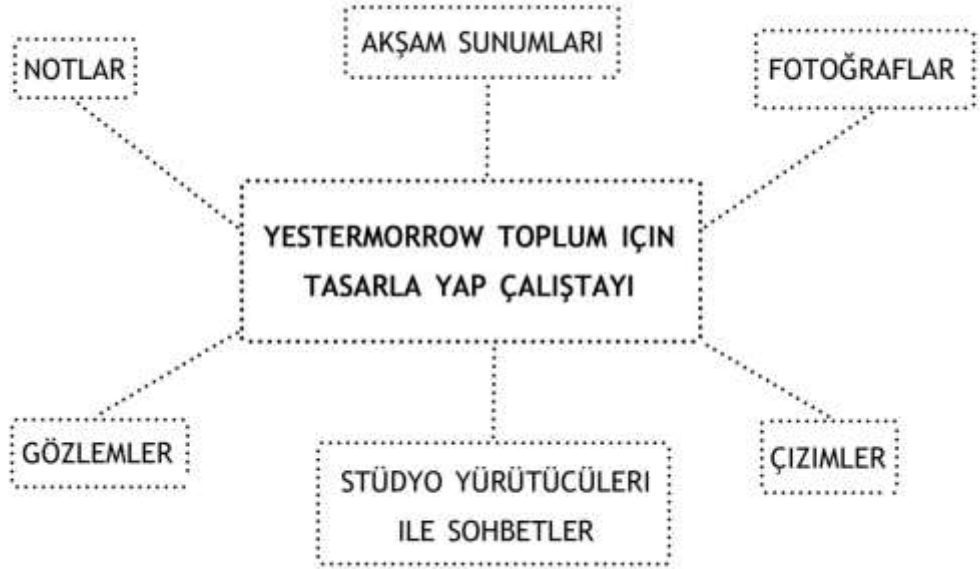 NOTLAR
AKŞAM SUNUMLARI
FOTOĞRAFLAR
YESTERMORROW TOPLUM IÇIN
TASARLA YAP ÇALIŞTAYI
GÖZLEMLER
STÜDYO YÜRÜTÜCÜLERI
ILE SOHBETLER
ÇIZIMLER